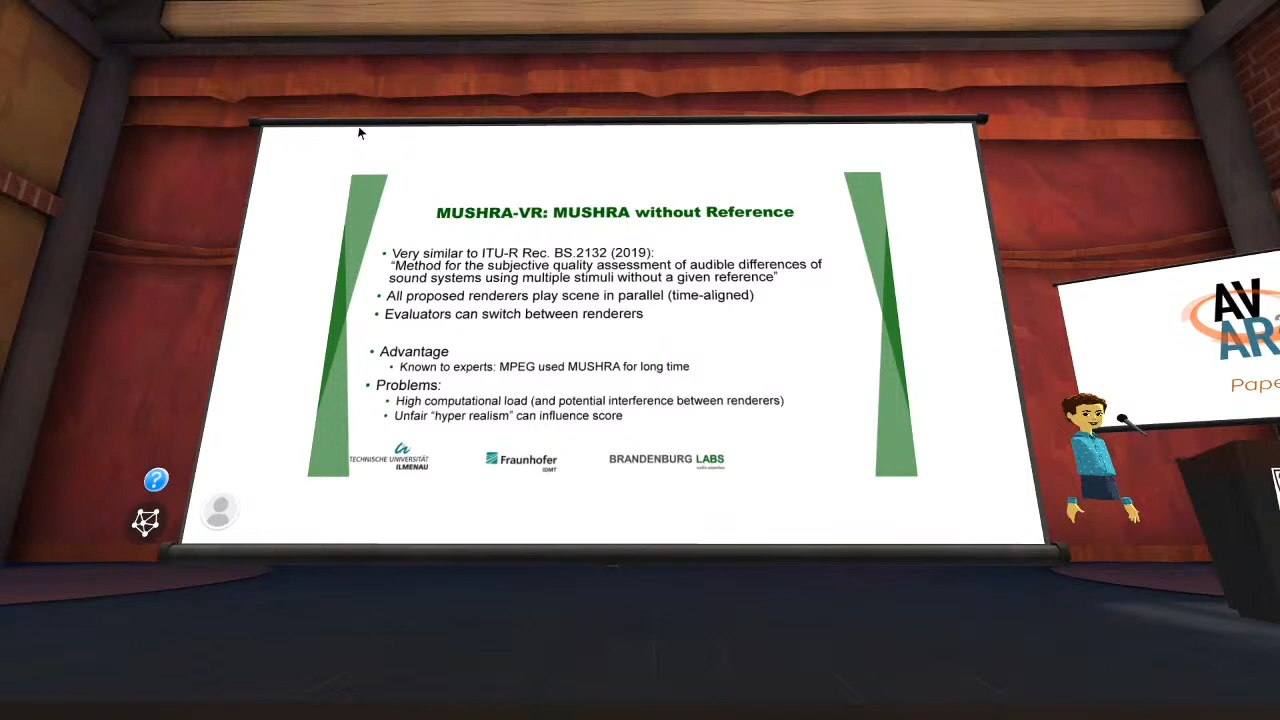 MUSHRA-VR: MUSHRA without Reference
• Very similar to ITU-R Rec. BS.2132 (2019):
"Method for the subjective quality assessment of audible differences of
sound systems using multiple stimuli without a given reference"
• All proposed renderers play scene in parallel (time-aligned)
• Evaluators can switch between renderers
• Advantage
• Known to experts: MPEG used MUSHRA for long time
• Problems:
• High computational load (and potential interference between renderers)
• Unfair "hyper realism" can influence score
TECHNISCHE UNIVERSITÄT
ILMENAU
Fraunhofer
IDMT
BRANDENBURG LABS
AV
AR
?